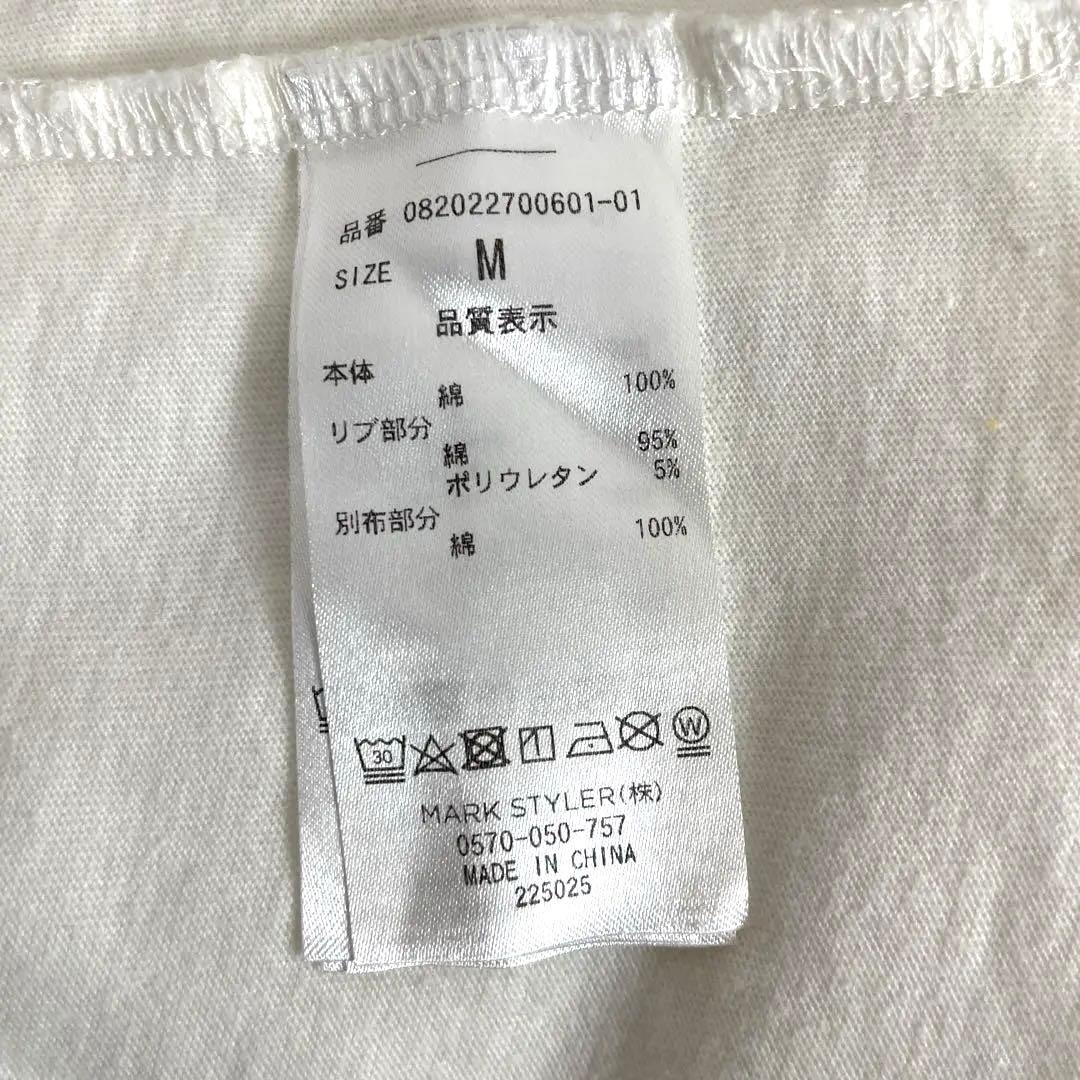 品番 082022700601-01
SIZE M
品質表示
本体
綿 100%
リブ部分
綿 95%
ポリウレタン 5%
別布部分
綿 100%
30
W
MARK STYLER(株)
0570-050-757
MADE IN CHINA
225025